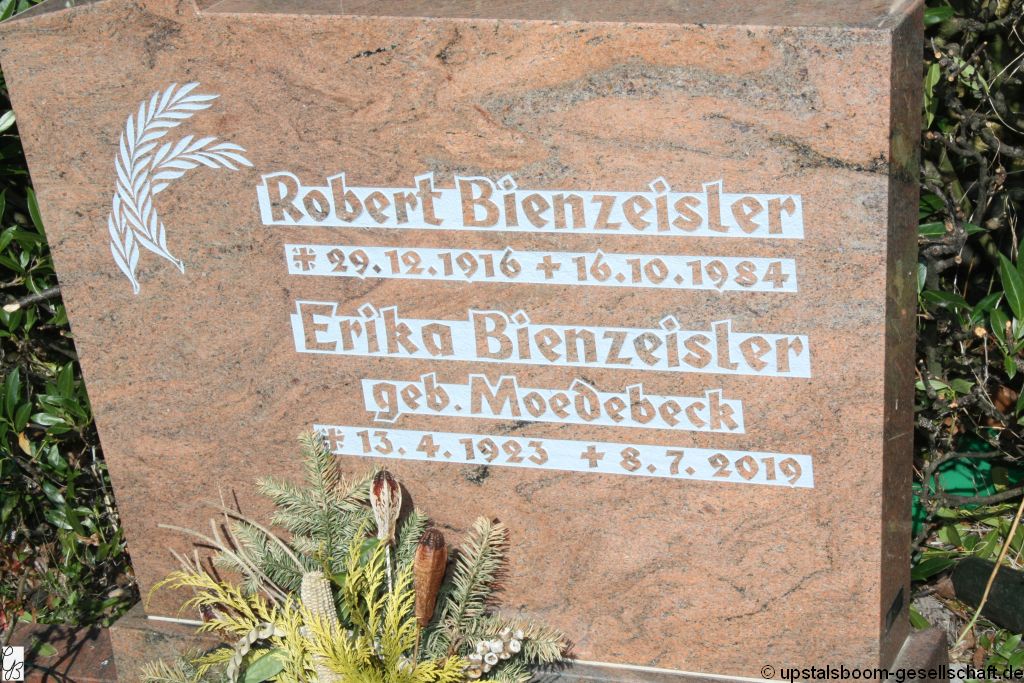 Robert Bienzeisler
* 29.12.1916 + 16.10.1984
Erika Bienzeisler
geb. Moedebeck
* 13. 4. 1923 + 8. 7. 2019
© upstalsboom-gesellschaft.de